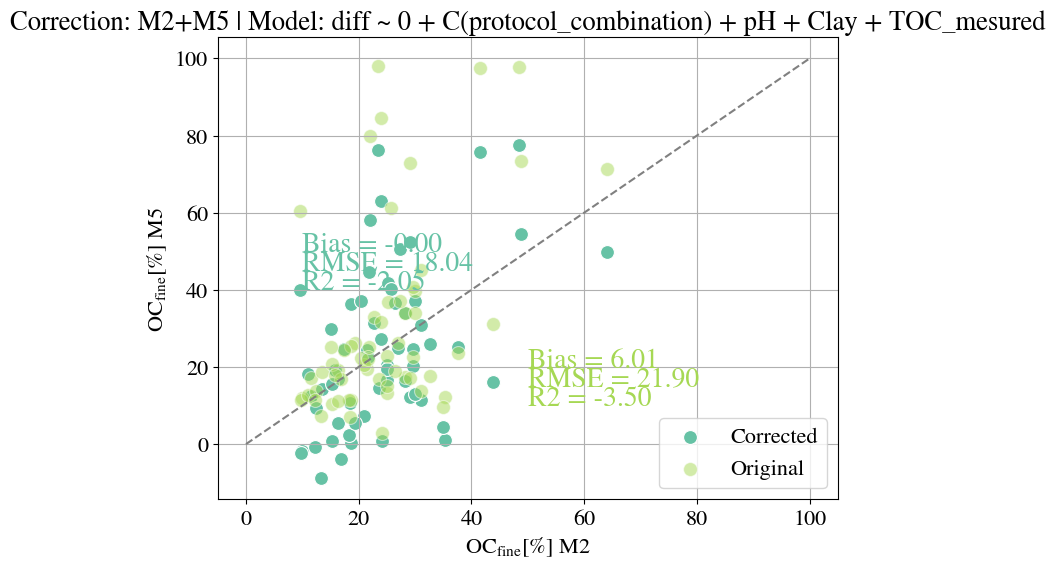 Correction: M2+M5 | Model: diff ~ 0 + C(protocol_combination) + pH + Clay + TOC_mesured
100
80
60
40
20
0
OCfine[%] M5
Bias = -0.00
RMSE = 18.04
R2 = -2.05
Bias = 6.01
RMSE = 21.90
R2 = -3.50
Corrected
Original
0 20 40 60 80 100
OCfine[%] M2